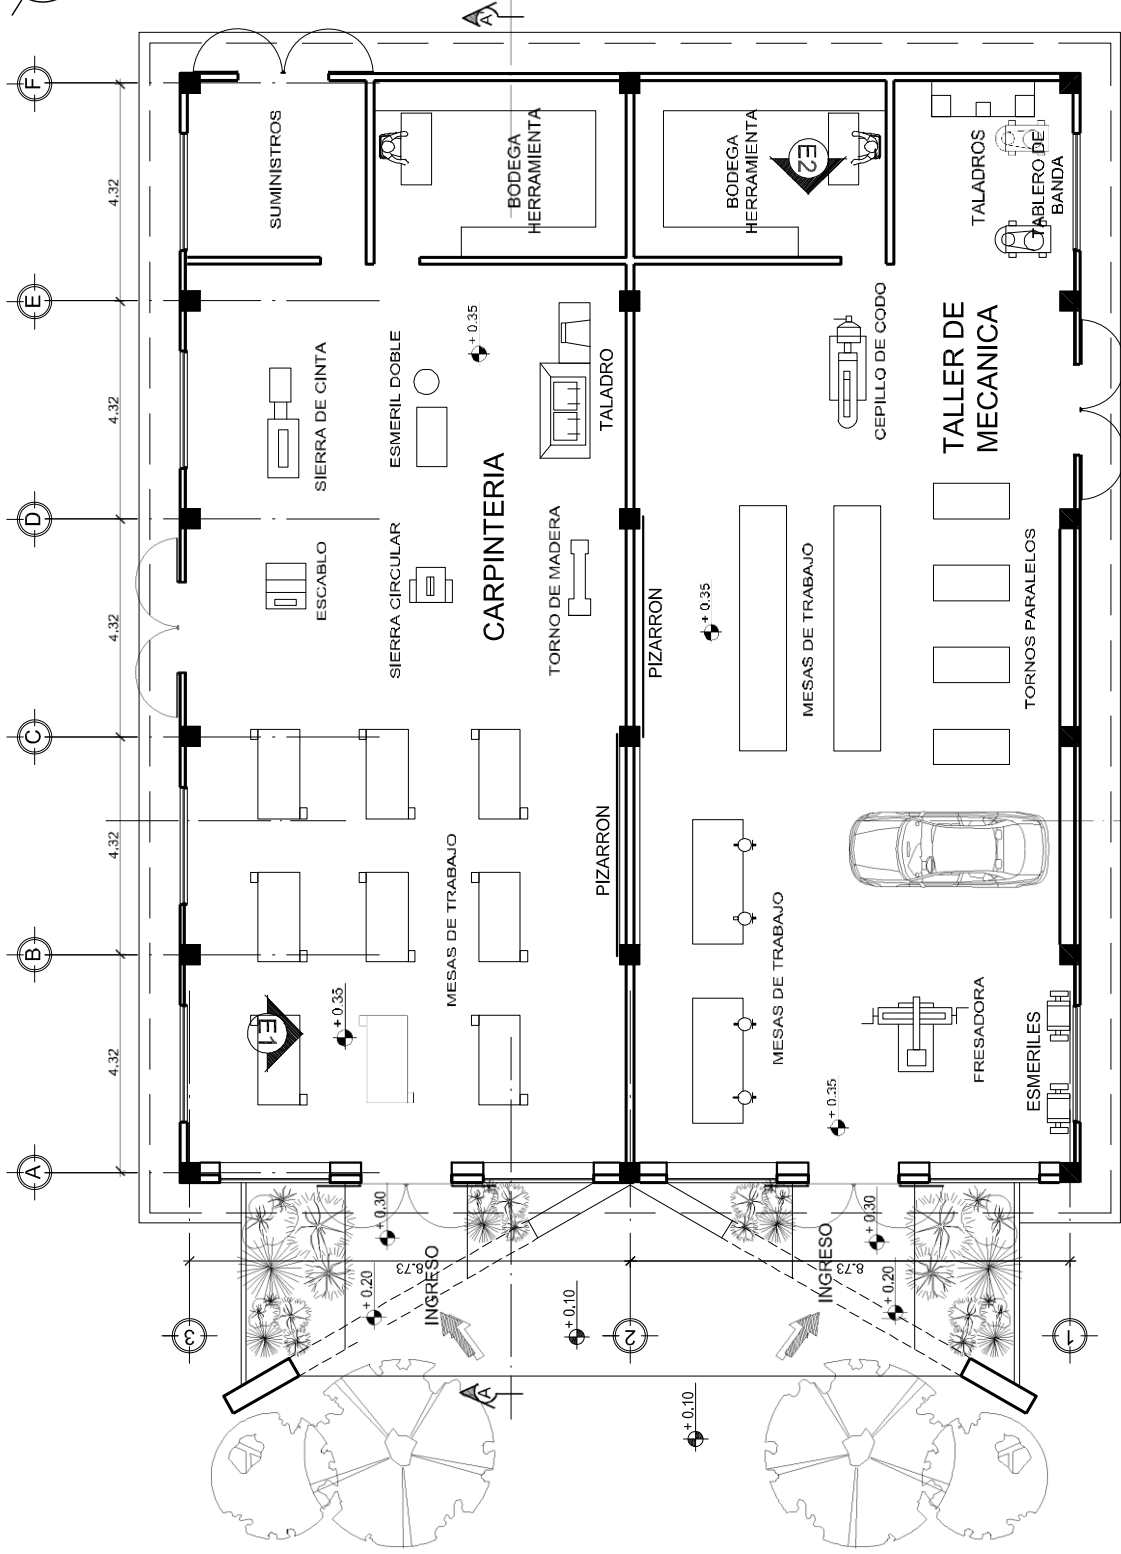 A
F
E
D
C
B
A
4.32
4.32
4.32
4.32
4.32
SUMINISTROS
BODEGA
HERRAMIENTA
BODEGA
HERRAMIENTA
E2
TALADROS
TABLERO DE
BANDA
SIERRA DE CINTA
ESMERIL DOBLE
+ 0.35
TALADRO
CEPILLO DE CODO
TALLER DE
MECANICA
ESCABLO
SIERRA CIRCULAR
CARPINTERIA
TORNO DE MADERA
PIZARRON
+ 0.35
MESAS DE TRABAJO
TORNOS PARALELOS
MESAS DE TRABAJO
PIZARRON
MESAS DE TRABAJO
E1
+ 0.35
FRESADORA
ESMERILES
+ 0.35
+ 0.30
+ 0.30
8.73
8.73
+ 0.20
INGRESO
+ 0.10
INGRESO
+ 0.20
3
2
1
A
+ 0.10